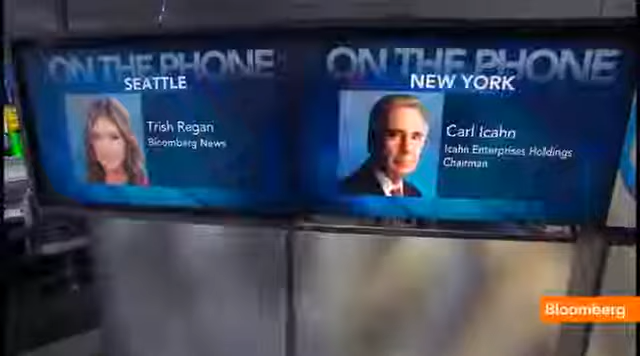 ON THE PHONE
SEATTLE
Trish Regan
Bloomberg News
ON THE PHONE
NEW YORK
Carl Icahn
Icahn Enterprises Holdings
Chairman
Bloomberg